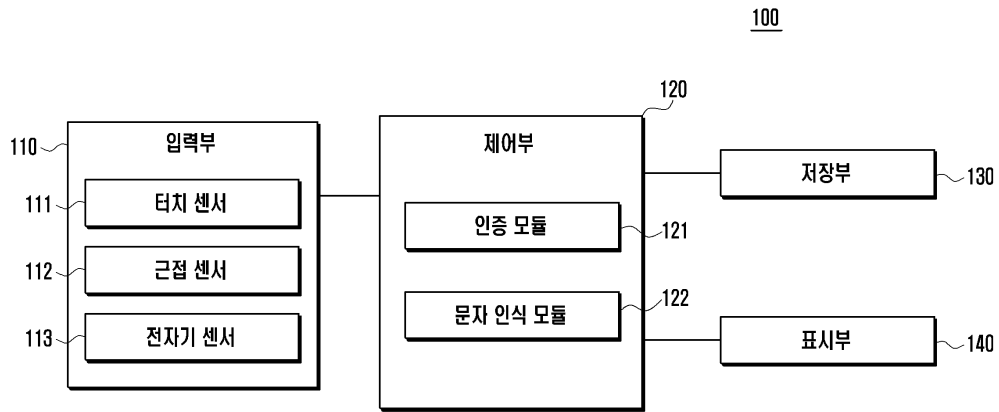 100
120
110
입력부
제어부
111
터치 센서
저장부
130
인증 모듈
121
112
근접 센서
문자 인식 모듈
122
113
전자기 센서
표시부
140